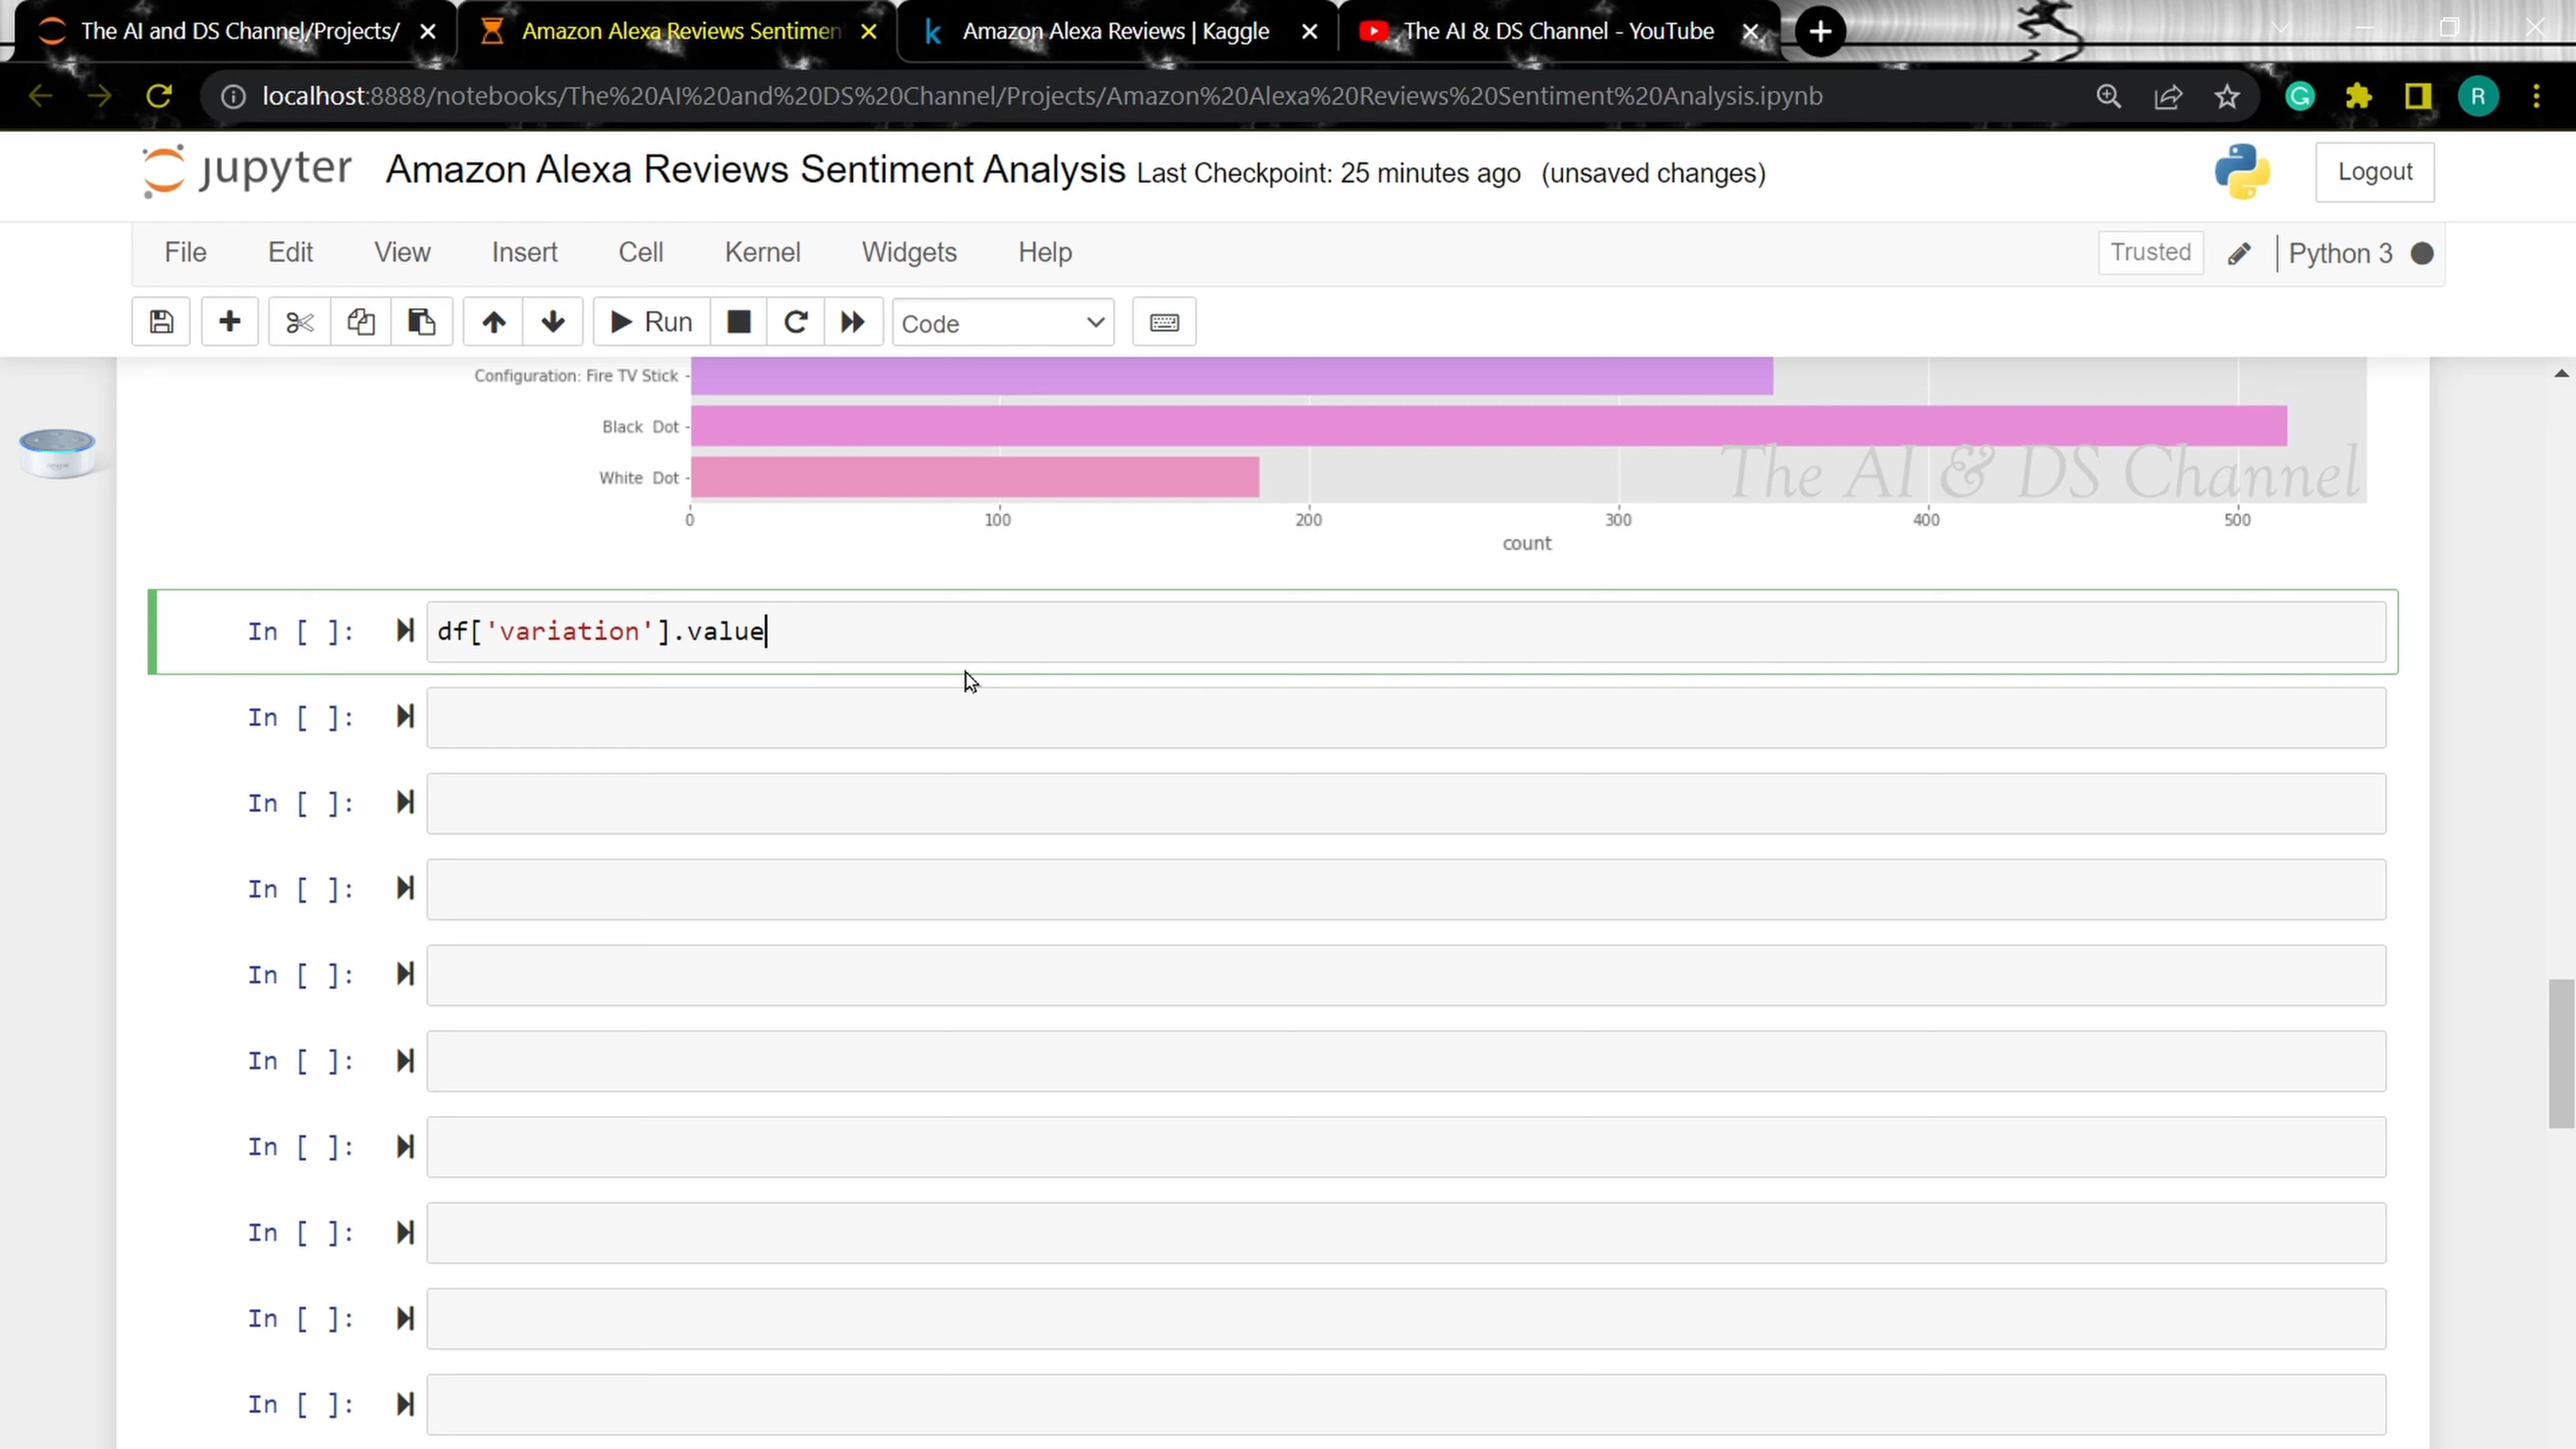 The AI and DS Channel/Projects/
Amazon Alexa Reviews Sentimen
Amazon Alexa Reviews | Kaggle
The AI & DS Channel - YouTube
localhost:8888/notebooks/The%20AI%20and%20DS%20Channel/Projects/Amazon%20Alexa%20Reviews%20Sentiment%20Analysis.ipynb
R
jupyter Amazon Alexa Reviews Sentiment Analysis Last Checkpoint: 25 minutes ago (unsaved changes)
Logout
File Edit View Insert Cell Kernel Widgets Help
Trusted Python 3
Run Code
Configuration: Fire TV Stick
Black Dot
White Dot
The AI & DS Channel
0 100 200 300 400 500
count
In [ ]: df['variation'].value
In [ ]:
In [ ]:
In [ ]:
In [ ]:
In [ ]:
In [ ]:
In [ ]:
In [ ]:
In [ ]: